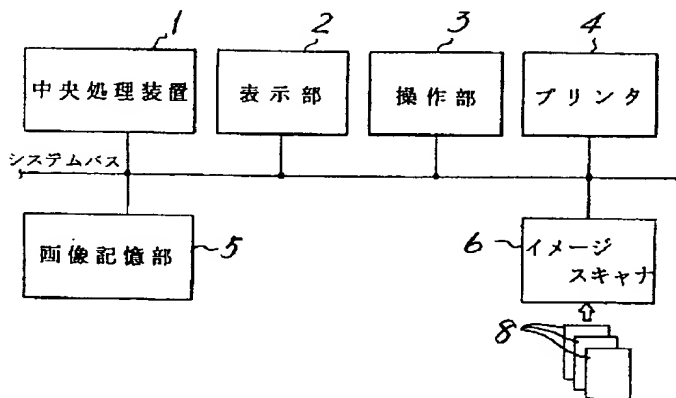 1
2
3
4
中央処理装置
表示部
操作部
プリンタ
システムバス
画像記憶部
5
6
イメージ
スキャナ
8